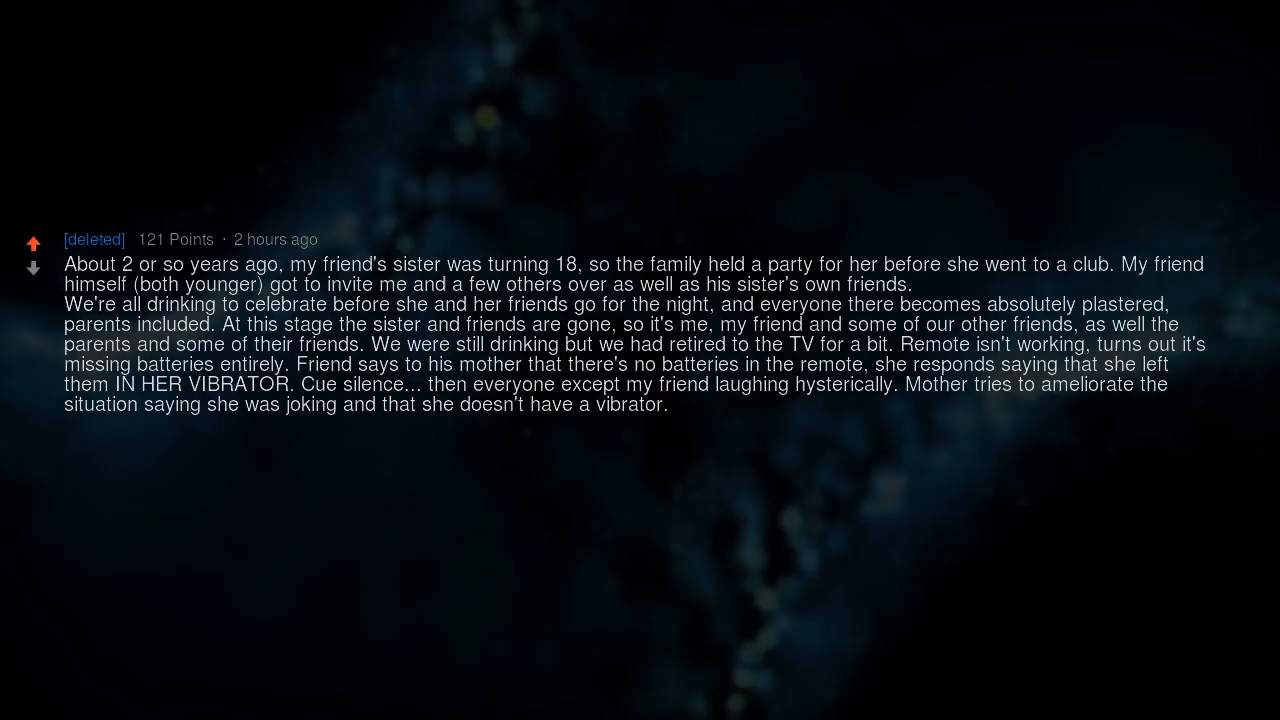 [deleted] 121 Points · 2 hours ago
About 2 or so years ago, my friend's sister was turning 18, so the family held a party for her before she went to a club. My friend
himself (both younger) got to invite me and a few others over as well as his sister's own friends.
We're all drinking to celebrate before she and her friends go for the night, and everyone there becomes absolutely plastered,
parents included. At this stage the sister and friends are gone, so it's me, my friend and some of our other friends, as well the
parents and some of their friends. We were still drinking but we had retired to the TV for a bit. Remote isn't working, turns out it's
missing batteries entirely. Friend says to his mother that there's no batteries in the remote, she responds saying that she left
them IN HER VIBRATOR. Cue silence... then everyone except my friend laughing hysterically. Mother tries to ameliorate the
situation saying she was joking and that she doesn't have a vibrator.